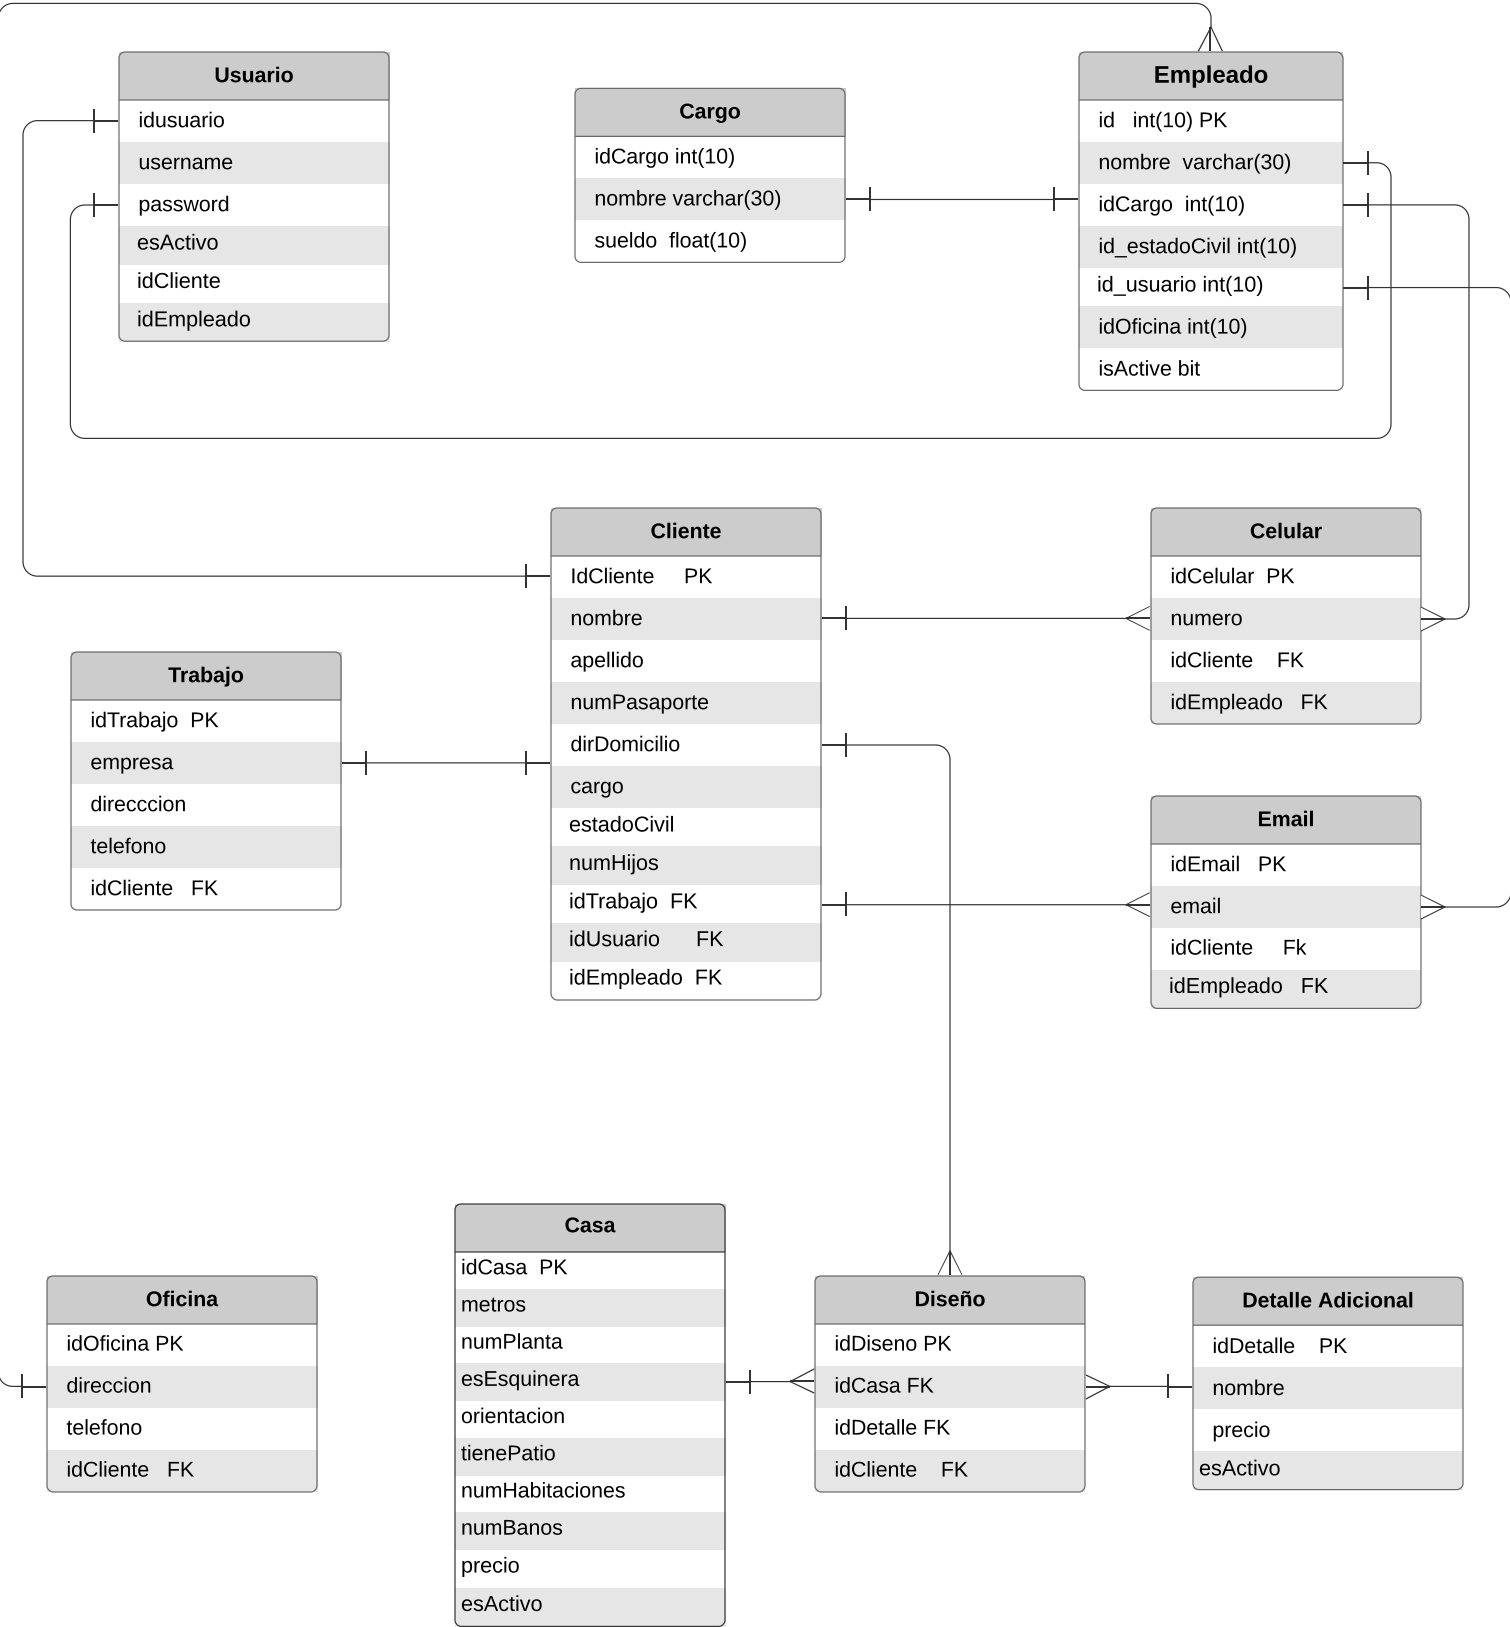 Usuario
idusuario
username
password
esActivo
idCliente
idEmpleado
Cargo
idCargo int(10)
nombre varchar(30)
sueldo float(10)
Empleado
id int(10) PK
nombre varchar(30)
idCargo int(10)
id_estadoCivil int(10)
id_usuario int(10)
idOficina int(10)
isActive bit
Cliente
IdCliente PK
nombre
apellido
numPasaporte
dirDomicilio
cargo
estadoCivil
numHijos
idTrabajo FK
idUsuario FK
idEmpleado FK
Celular
idCelular PK
numero
idCliente FK
idEmpleado FK
Trabajo
idTrabajo PK
empresa
direcccion
telefono
idCliente FK
Email
idEmail PK
email
idCliente Fk
idEmpleado FK
Oficina
idOficina PK
direccion
telefono
idCliente FK
Casa
idCasa PK
metros
numPlanta
esEsquinera
orientacion
tienePatio
numHabitaciones
numBanos
precio
esActivo
Diseño
idDiseno PK
idCasa FK
idDetalle FK
idCliente FK
Detalle Adicional
idDetalle PK
nombre
precio
esActivo